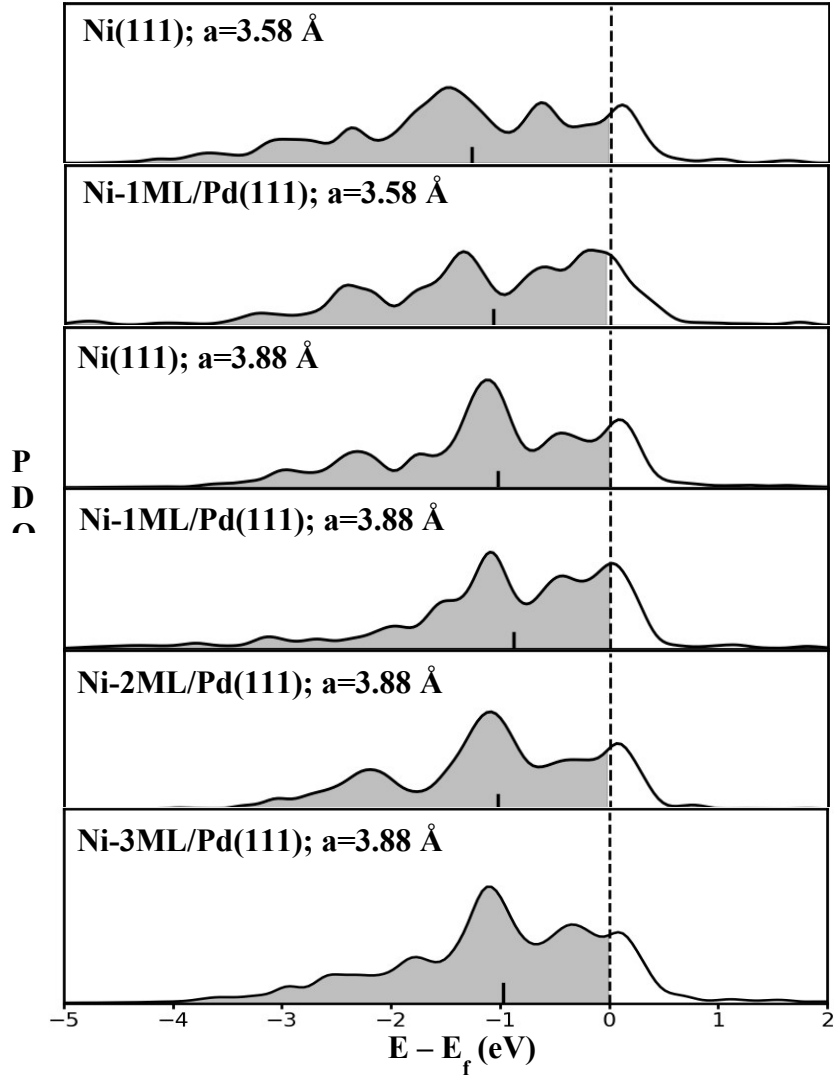 Ni(111); a=3.58 Å
Ni-1ML/Pd(111); a=3.58 Å
Ni(111); a=3.88 Å
P
D
Ni-1ML/Pd(111); a=3.88 Å
Ni-2ML/Pd(111); a=3.88 Å
Ni-3ML/Pd(111); a=3.88 Å
−5 −4 −3 −2 −1 0 1 2
E – E_f (eV)